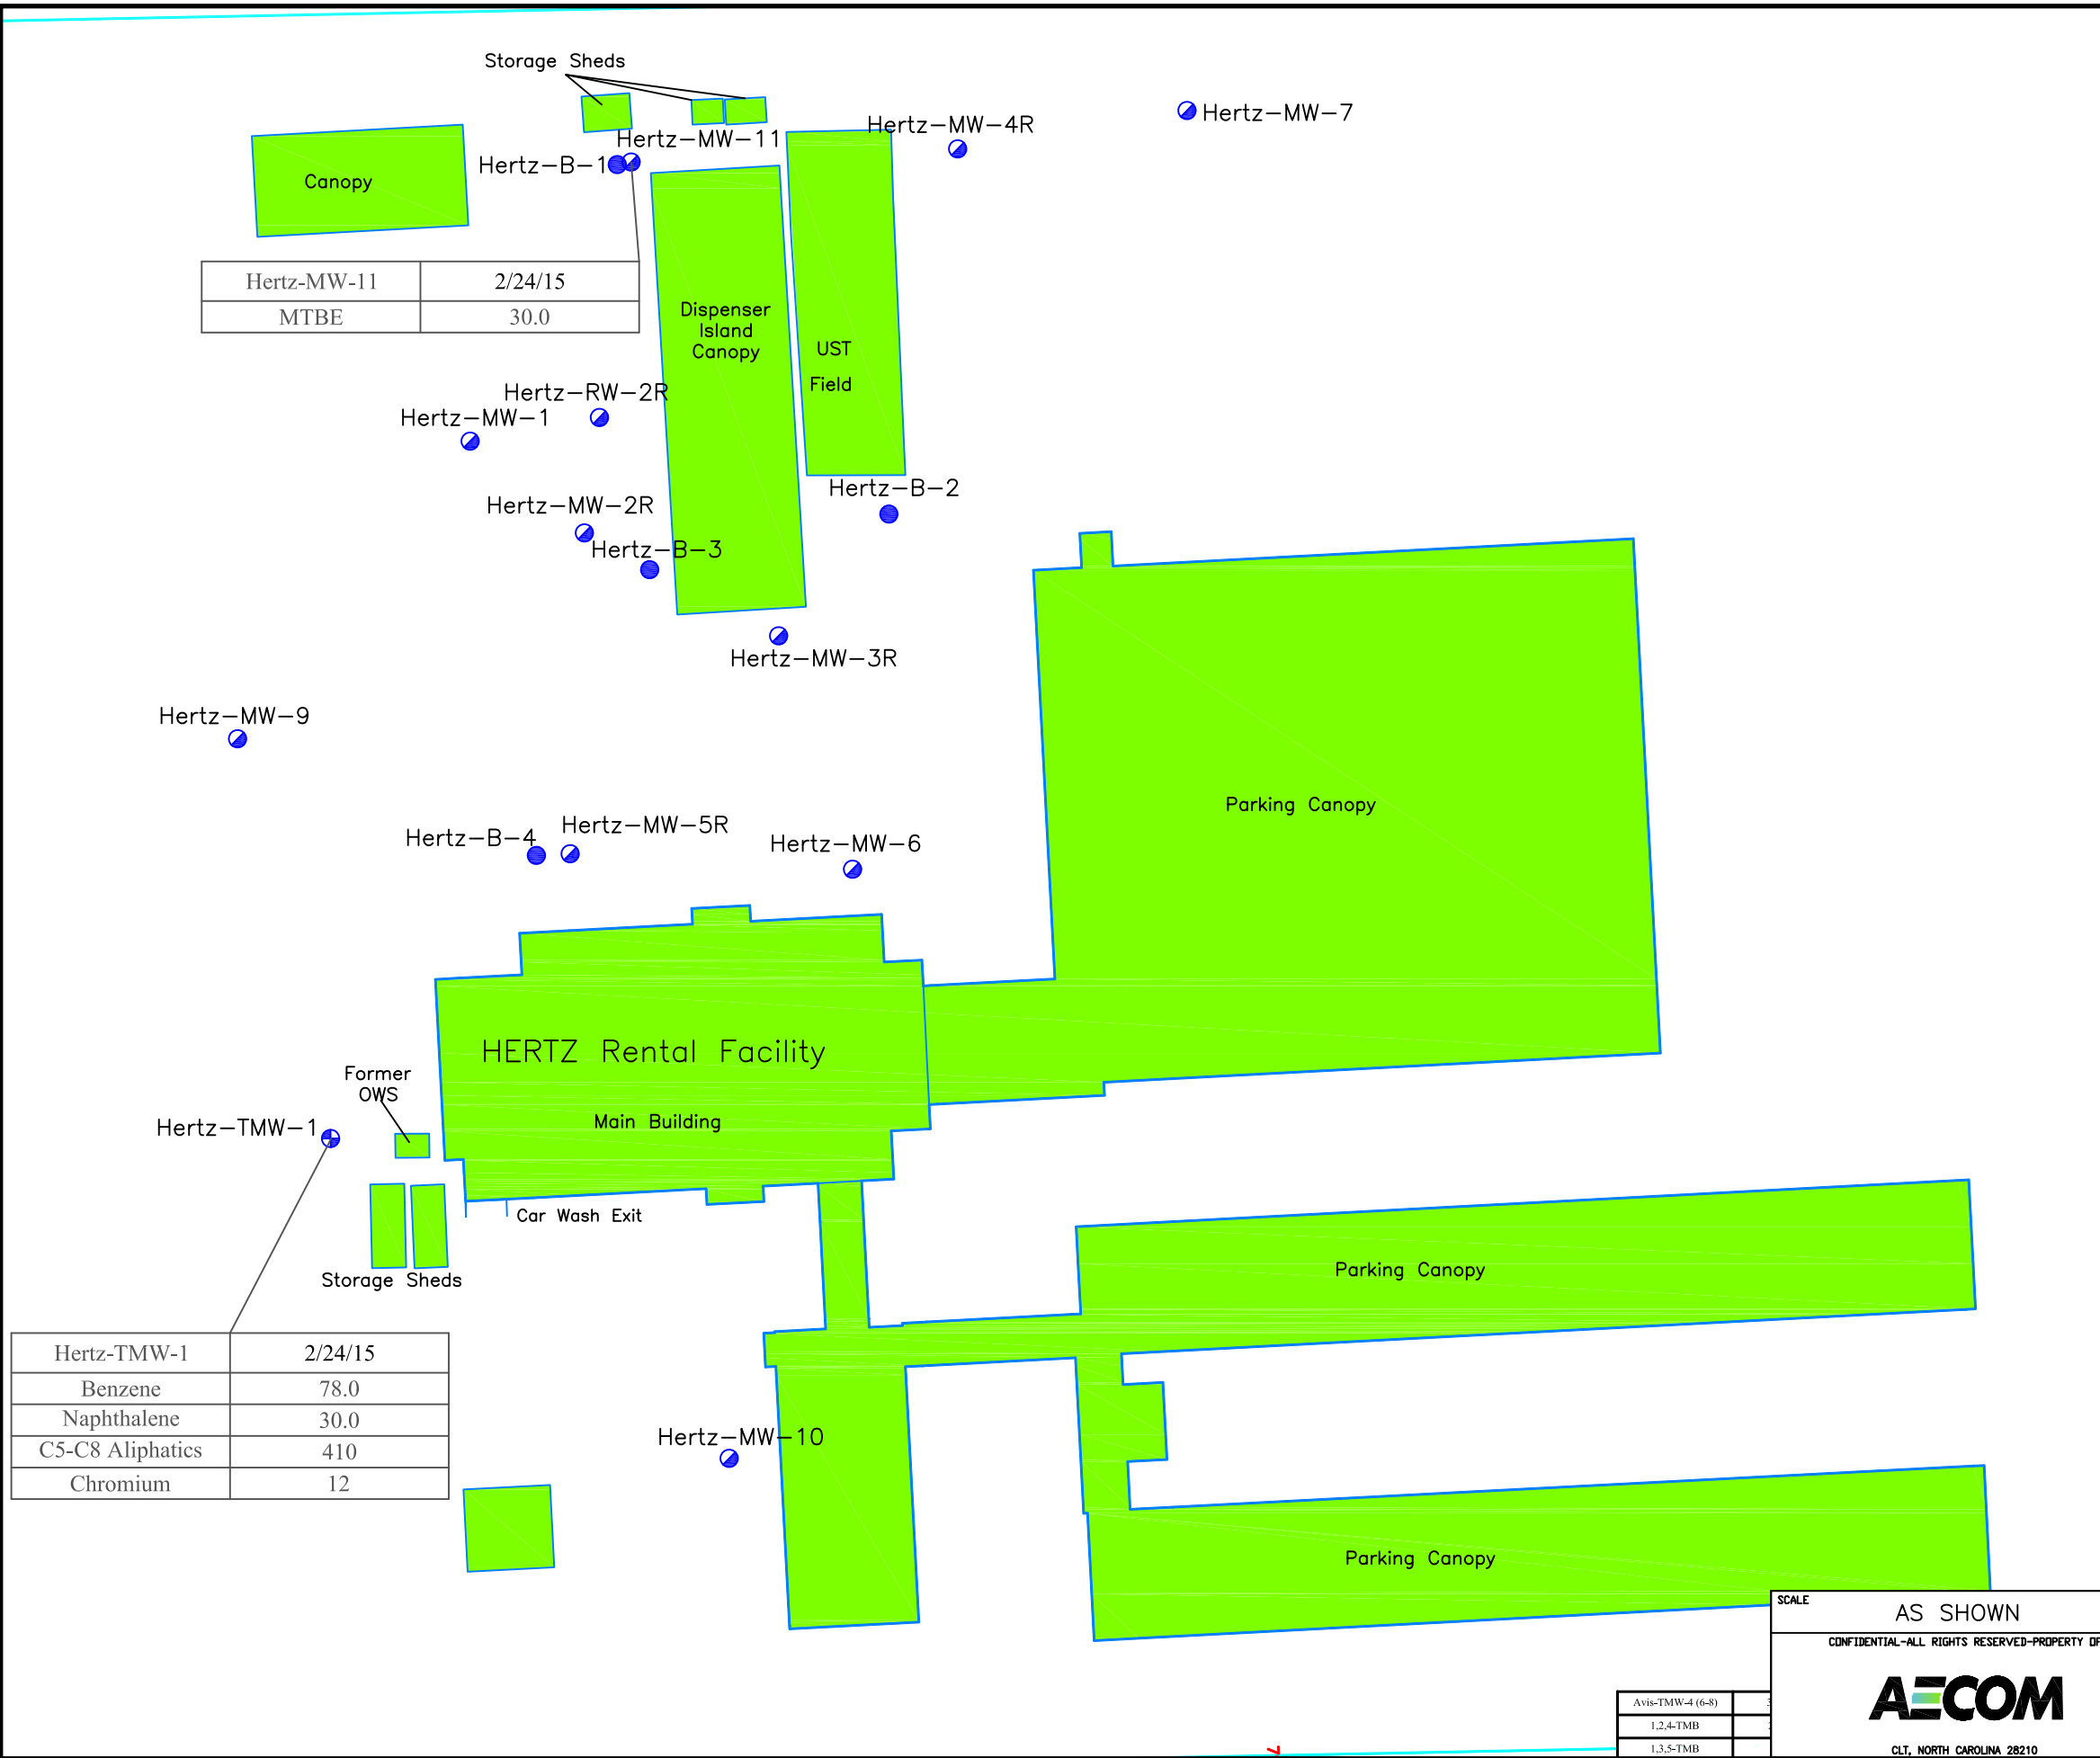 Storage Sheds
Hertz-MW-7
Hertz-MW-4R
Hertz-MW-11
Hertz-B-1
Canopy
Hertz-MW-11 2/24/15
MTBE 30.0
Dispenser
Island
Canopy
UST
Field
Hertz-RW-2R
Hertz-MW-1
Hertz-B-2
Hertz-MW-2R
Hertz-B-3
Hertz-MW-3R
Hertz-MW-9
Parking Canopy
Hertz-B-4
Hertz-MW-5R
Hertz-MW-6
HERTZ Rental Facility
Former
OWS
Main Building
Hertz-TMW-1
Car Wash Exit
Storage Sheds
Parking Canopy
Hertz-TMW-1 2/24/15
Benzene 78.0
Naphthalene 30.0
C5-C8 Aliphatics 410
Chromium 12
Hertz-MW-10
Parking Canopy
SCALE
AS SHOWN
CONFIDENTIAL-ALL RIGHTS RESERVED-PROPERTY OF
AECOM
CLT, NORTH CAROLINA 28210
Avis-TMW-4 (6-8)
1,2,4-TMB
1,3,5-TMB